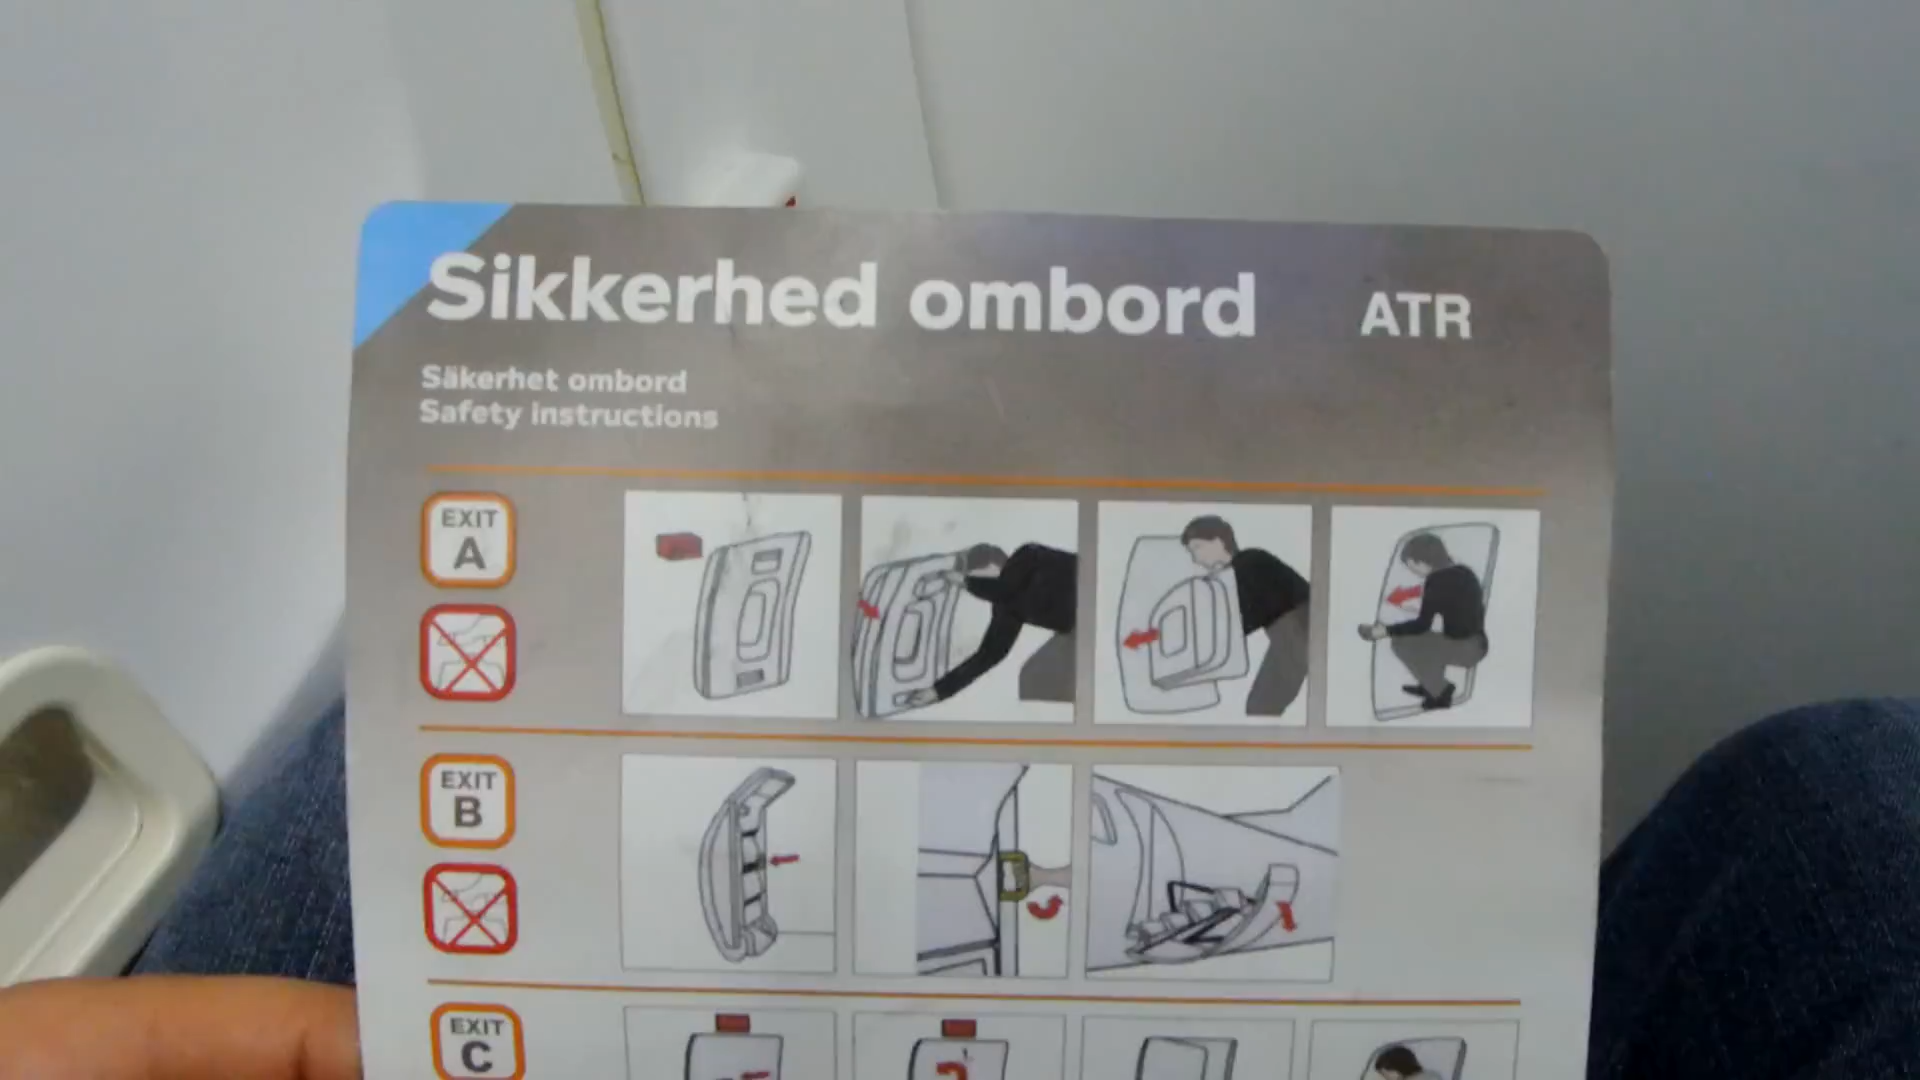 Sikkerhed ombord ATR
Säkerhet ombord
Safety instructions
EXIT
A
EXIT
B
EXIT
C